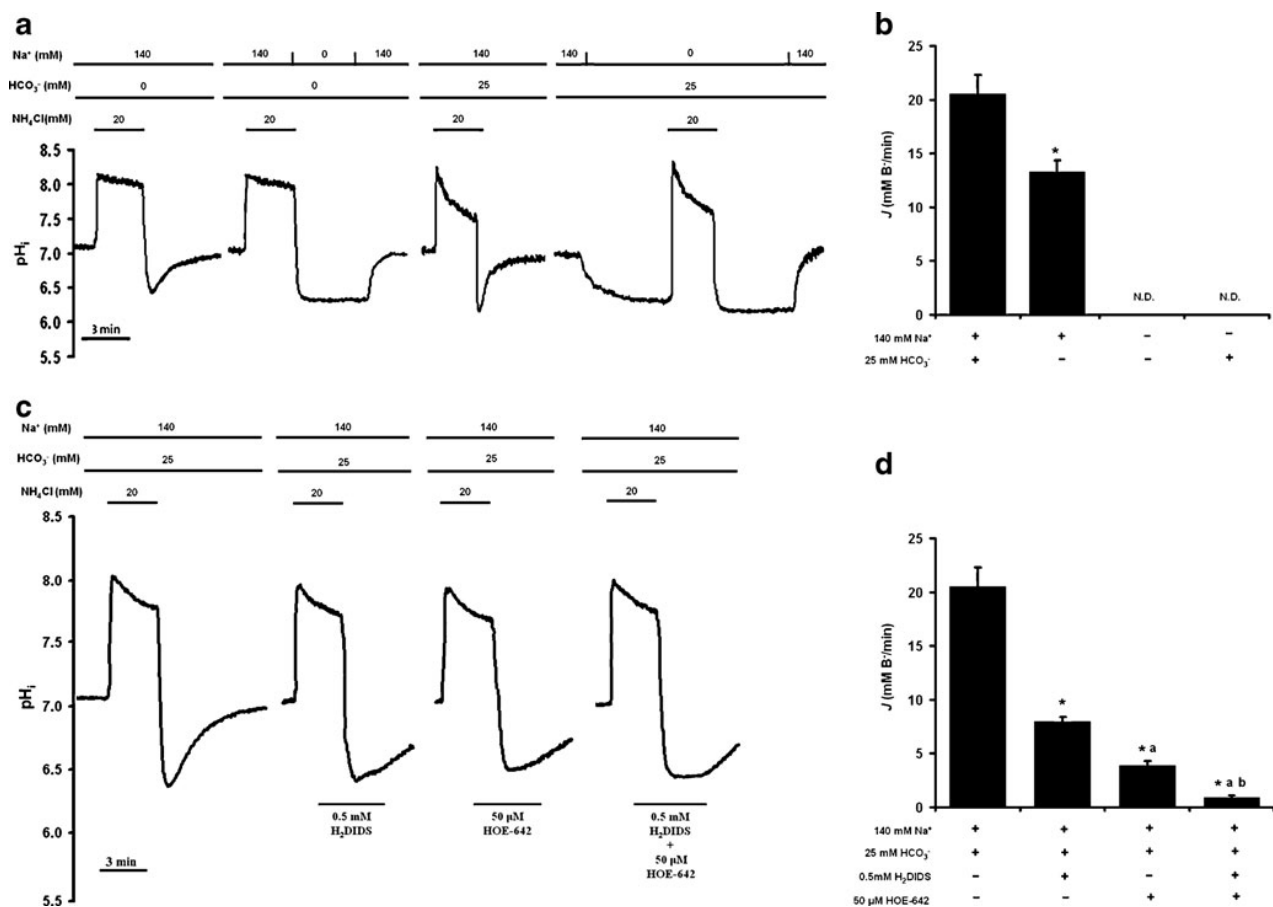 a
Na⁺ (mM) 140 140 0 140 140 140 0 140
HCO₃⁻ (mM) 0 0 25 25
NH₄Cl(mM) 20 20 20 20
8.5
8.0
7.5
7.0
6.5
6.0
5.5
pHᵢ
3 min
b
25
20
15
10
5
0
J (mM B⁻/min)
*
N.D. N.D.
140 mM Na⁺ + + − −
25 mM HCO₃⁻ + − − +
c
Na⁺ (mM) 140 140 140 140
HCO₃⁻ (mM) 25 25 25 25
NH₄Cl (mM) 20 20 20 20
8.5
8.0
7.5
7.0
6.5
6.0
5.5
pHᵢ
0.5 mM
H₂DIDS
50 µM
HOE-642
0.5 mM
H₂DIDS
+
50 µM
HOE-642
3 min
d
25
20
15
10
5
0
J (mM B⁻/min)
*
* a
* a b
140 mM Na⁺ + + + +
25 mM HCO₃⁻ + + + +
0.5mM H₂DIDS − + − +
50 µM HOE-642 − − + +